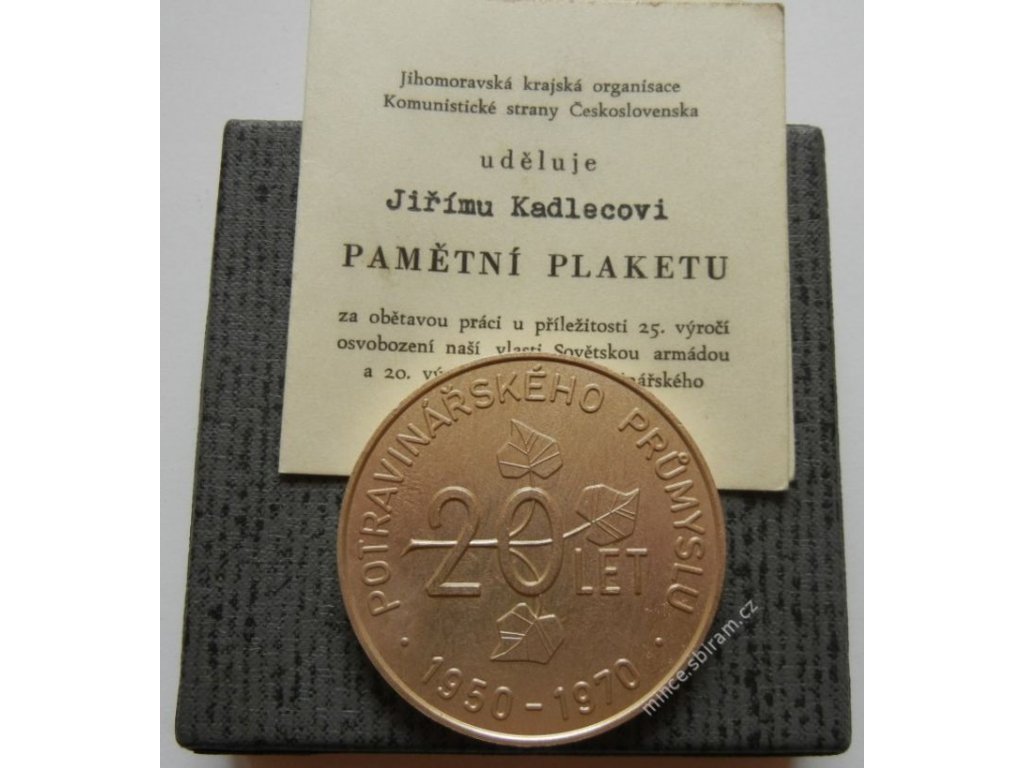 Jihomoravská krajská organisace
Komunistické strany Československa
uděluje
Jiřímu Kadlecovi
PAMĚTNÍ PLAKETU
za obětavou práci u příležitosti 25. výročí
osvobození naší vlasti Sovětskou armádou
a 20.
POTRAVINÁŘSKÉHO PRŮMYSLU
20 LET
· 1950 - 1970 ·
mince.sbiram.cz